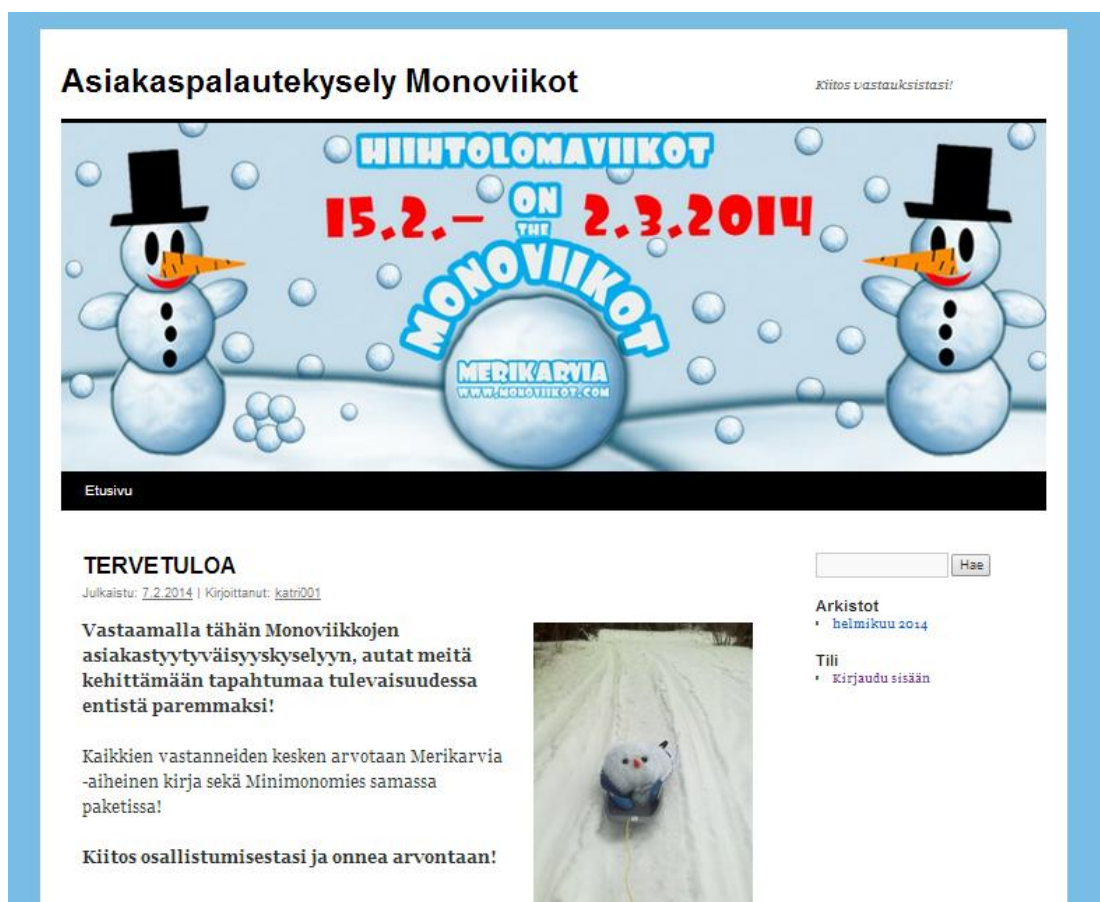 Asiakaspalautekysely Monoviikot
Kiitos vastauksistasi!
HIIHTOLOMAVIIKOT
15.2.– ON 2.3.2014
THE
MONOVIIKOT
MERIKARVIA
WWW.MONOVIIKOT.COM
Etusivu
TERVETULOA
Julkaistu: 7.2.2014 | Kirjoittanut: katri001
Vastaamalla tähän Monoviikkojen
asiakastyytyväisyyskyselyyn, autat meitä
kehittämään tapahtumaa tulevaisuudessa
entistä paremmaksi!
Kaikkien vastanneiden kesken arvotaan Merikarvia
-aiheinen kirja sekä Minimonomies samassa
paketissa!
Kiitos osallistumisestasi ja onnea arvontaan!
Hae
Arkistot
helmikuu 2014
Tili
Kirjaudu sisään